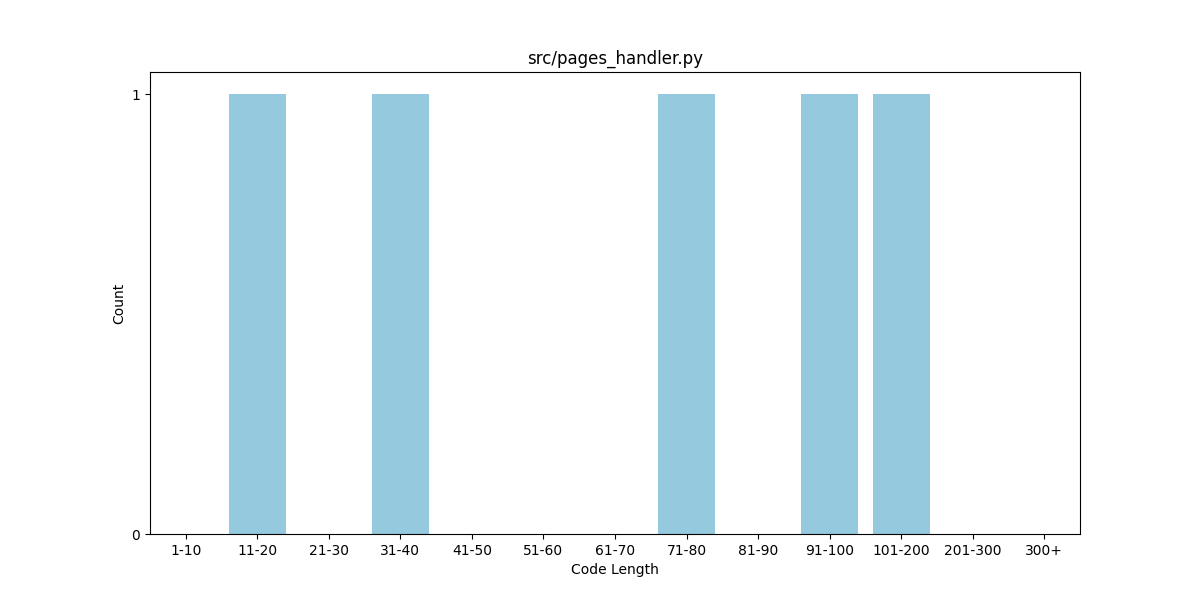 src/pages_handler.py
1
0
Count
1-10 11-20 21-30 31-40 41-50 51-60 61-70 71-80 81-90 91-100 101-200 201-300 300+
Code Length